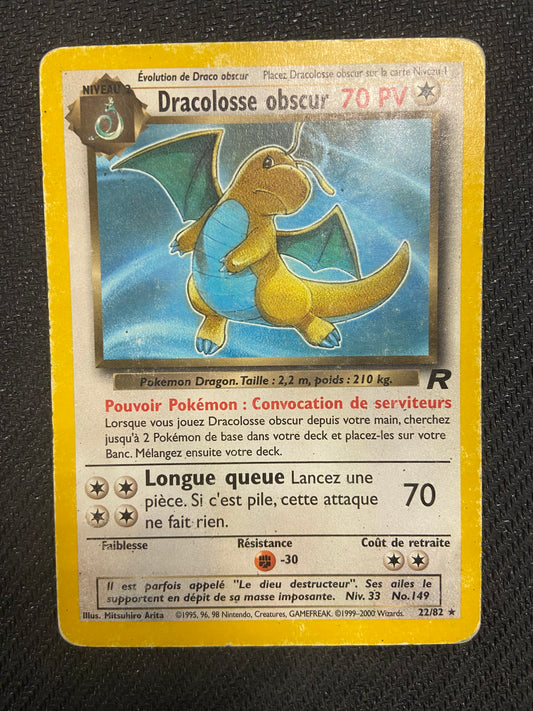 Évolution de Draco obscur Placez Dracolosse obscur sur la carte Niveau 1
NIVEAU 2
Dracolosse obscur 70 PV
Pokémon Dragon. Taille : 2,2 m, poids : 210 kg.
R
Pouvoir Pokémon : Convocation de serviteurs
Lorsque vous jouez Dracolosse obscur depuis votre main, cherchez
jusqu'à 2 Pokémon de base dans votre deck et placez-les sur votre
Banc. Mélangez ensuite votre deck.
Longue queue Lancez une
pièce. Si c'est pile, cette attaque
ne fait rien.
70
Faiblesse Résistance Coût de retraite
-30
Il est parfois appelé "Le dieu destructeur". Ses ailes le
supportent en dépit de sa masse imposante. Niv. 33 No. 149
Illus. Mitsuhiro Arita ©1995, 96, 98 Nintendo, Creatures, GAMEFREAK. ©1999-2000 Wizards. 22/82 ★